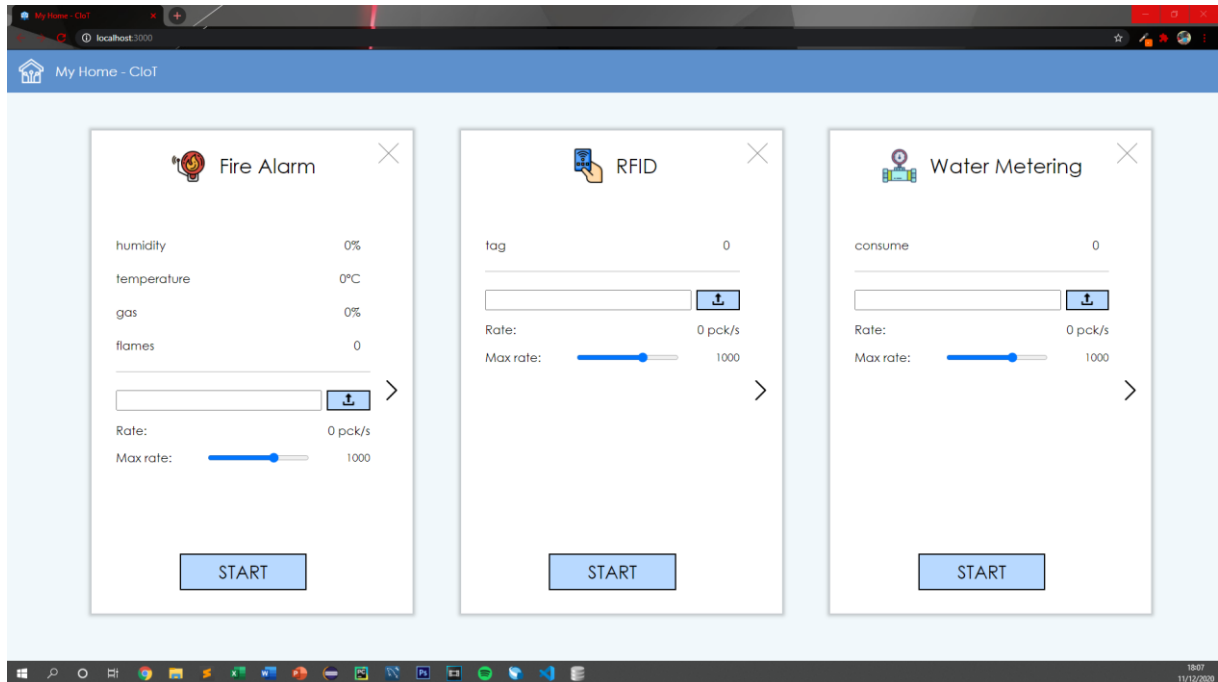 My Home - CIoT
localhost:3000
My Home - CIoT
Fire Alarm
humidity 0%
temperature 0ºC
gas 0%
flames 0
Rate: 0 pck/s
Max rate: 1000
START
RFID
tag 0
Rate: 0 pck/s
Max rate: 1000
START
Water Metering
consume 0
Rate: 0 pck/s
Max rate: 1000
START
Ps
18:07
11/12/2020